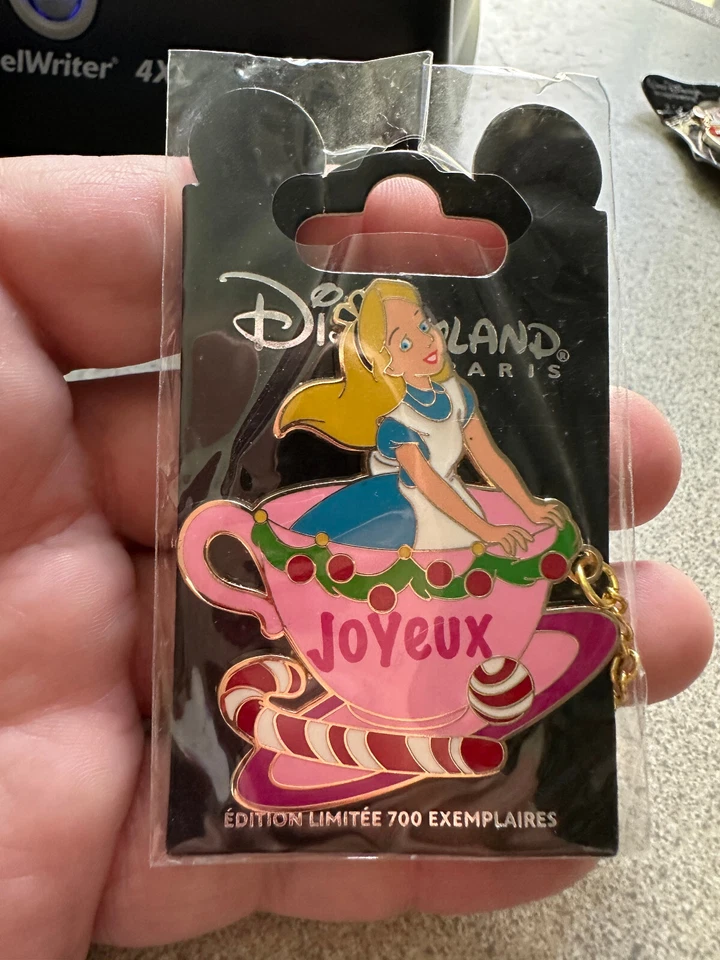 elWriter® 4X
Disneyland®
Paris
JoYeux
ÉDITION LIMITÉE 700 EXEMPLAIRES